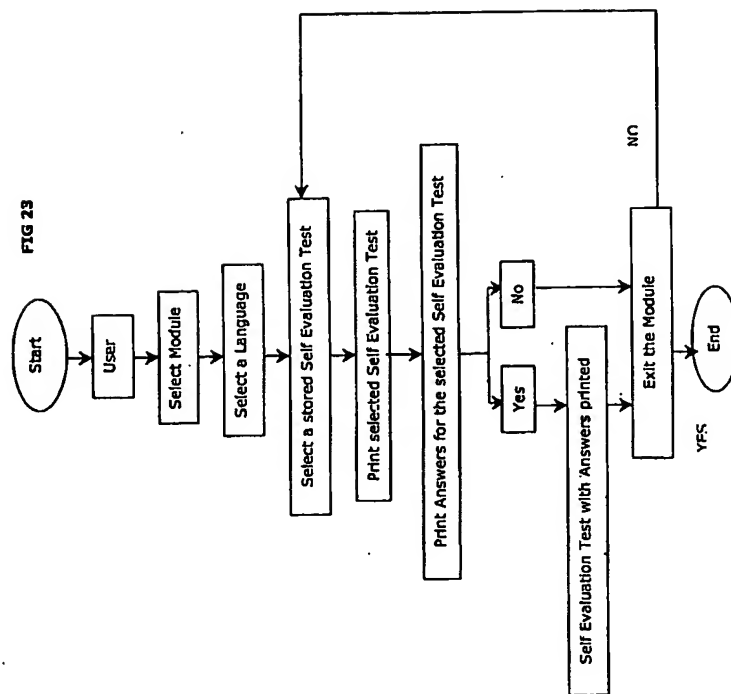 FIG 23
Start
User
Select Module
Select a Language
Select a stored Self Evaluation Test
Print selected Self Evaluation Test
Print Answers for the selected Self Evaluation Test
Yes
No
Self Evaluation Test with Answers printed
Exit the Module
NO
YES
End